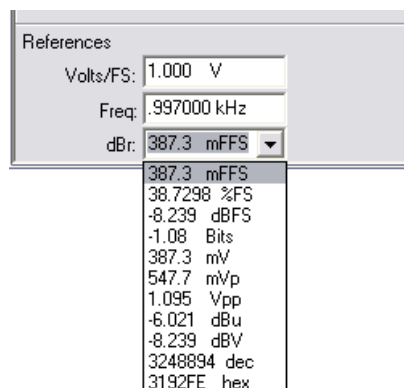 References
Volts/FS: 1.000 V
Freq: .997000 kHz
dBr: 387.3 mFFS
387.3 mFFS
38.7298 %FS
-8.239 dBFS
-1.08 Bits
387.3 mV
547.7 mVp
1.095 Vpp
-6.021 dBu
-8.239 dBV
3248894 dec
3192FE hex